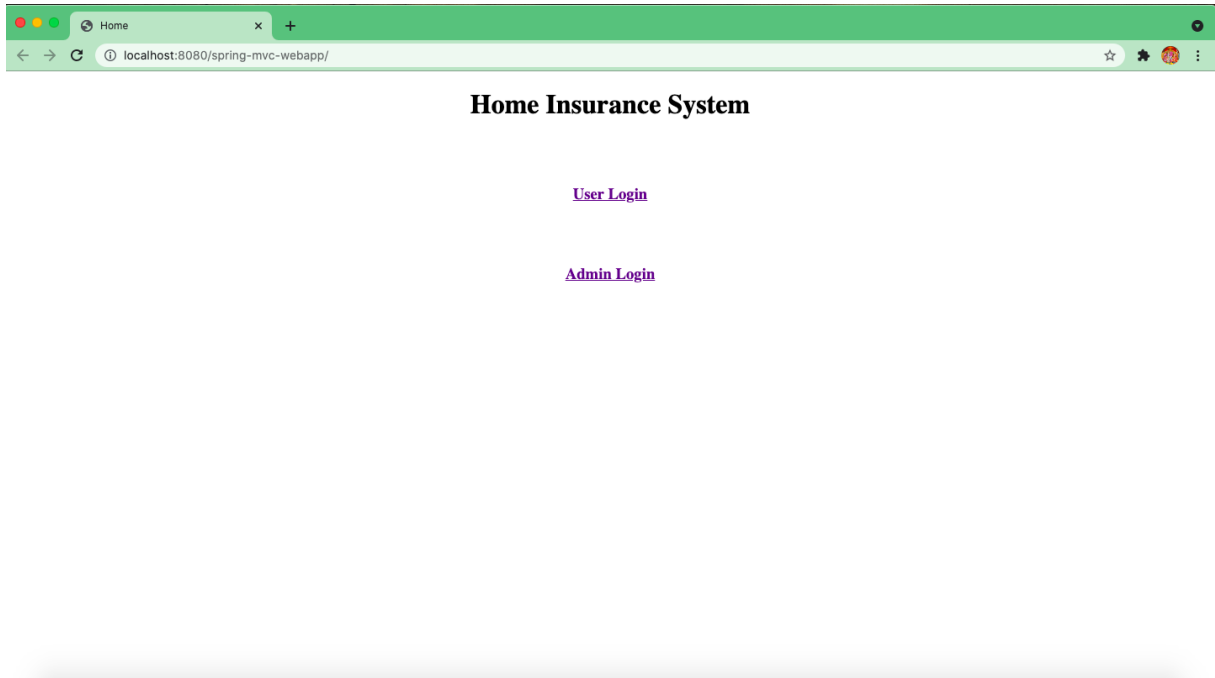 Home
localhost:8080/spring-mvc-webapp/
Home Insurance System
User Login
Admin Login